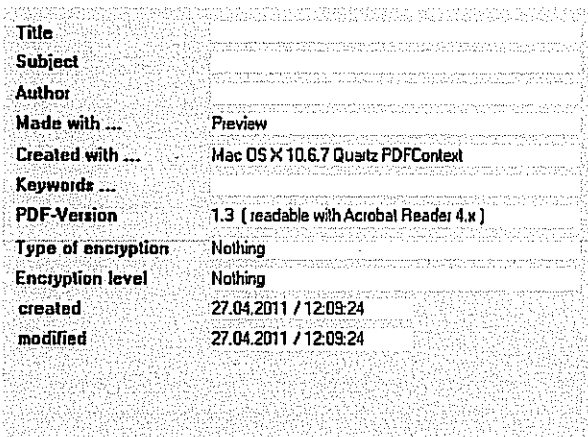 Title
Subject
Author
Made with ... Preview
Created with ... Mac OS X 10.6.7 Quartz PDFContext
Keywords ...
PDF-Version 1.3 ( readable with Acrobat Reader 4.x )
Type of encryption Nothing
Encryption level Nothing
created 27.04.2011 / 12:09:24
modified 27.04.2011 / 12:09:24